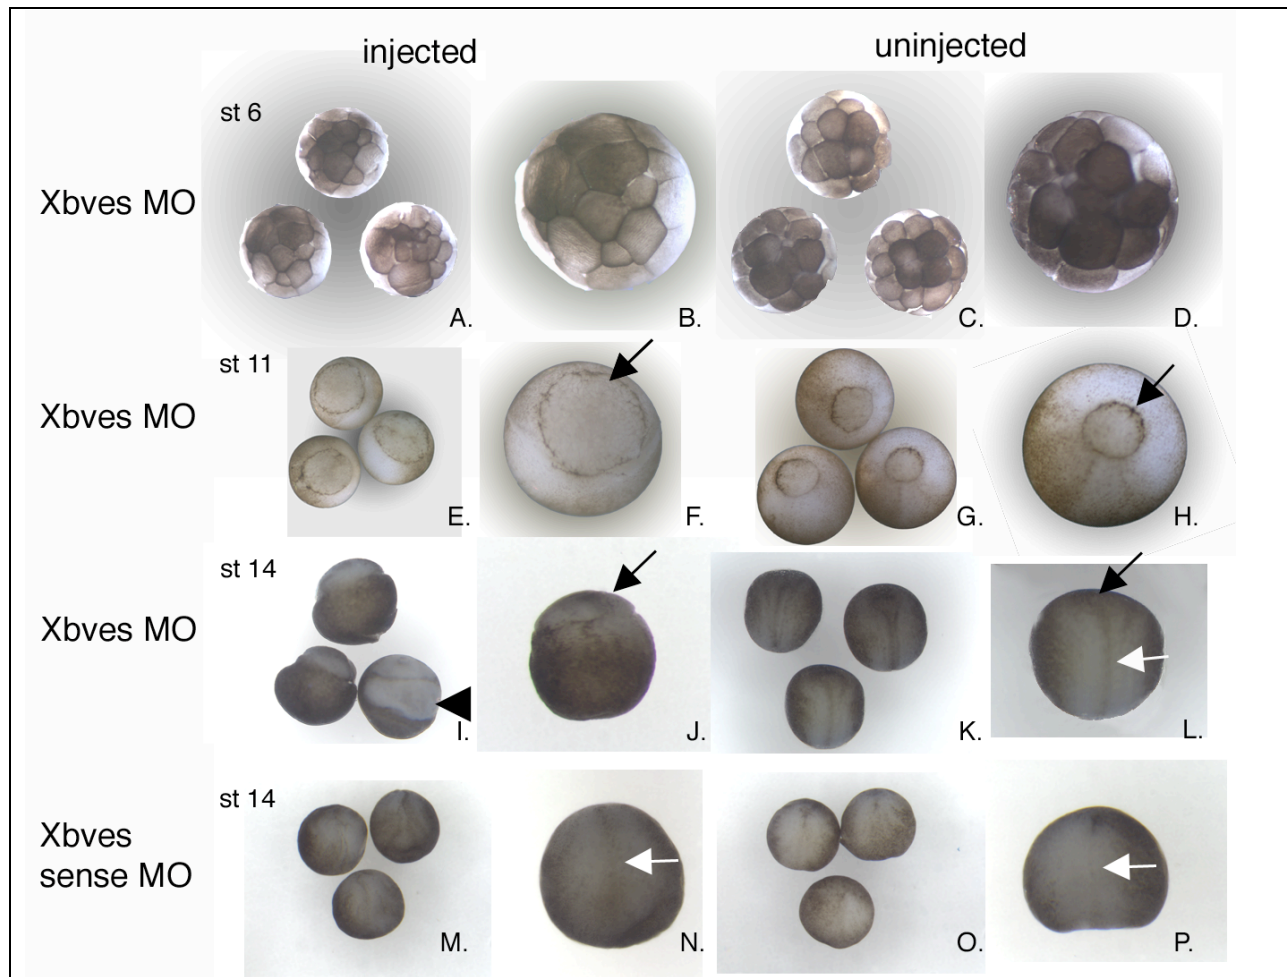 injected
uninjected
st 6
Xbves MO
A.
B.
C.
D.
st 11
Xbves MO
E.
F.
G.
H.
st 14
Xbves MO
I.
J.
K.
L.
st 14
Xbves
sense MO
M.
N.
O.
P.